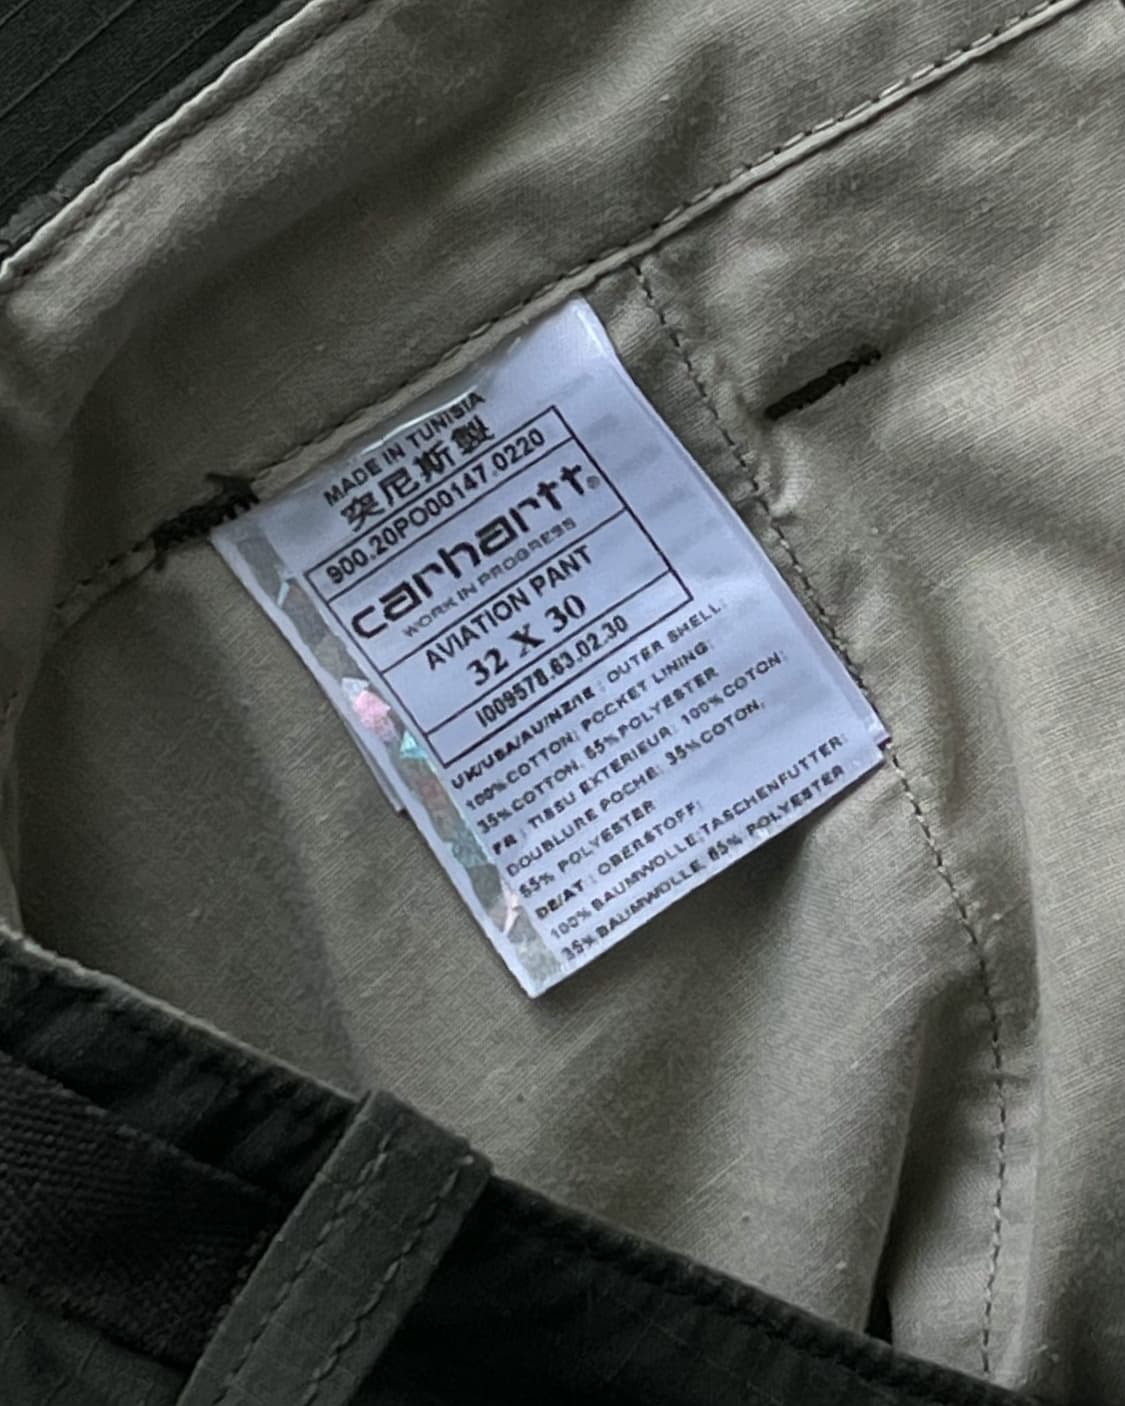 MADE IN TUNISIA
突尼斯製
900.20PO00147.0220
carhartt®
WORK IN PROGRESS
AVIATION PANT
32 X 30
I009578.63.02.30
UK/USA/AU/NZ/IE : OUTER SHELL:
100% COTTON; POCKET LINING:
35% COTTON, 65% POLYESTER
FR : TISSU EXTERIEUR: 100% COTON;
DOUBLURE POCHE: 35% COTON,
65% POLYESTER
DE/AT : OBERSTOFF:
100% BAUMWOLLE;TASCHENFUTTER:
35% BAUMWOLLE, 65% POLYESTER